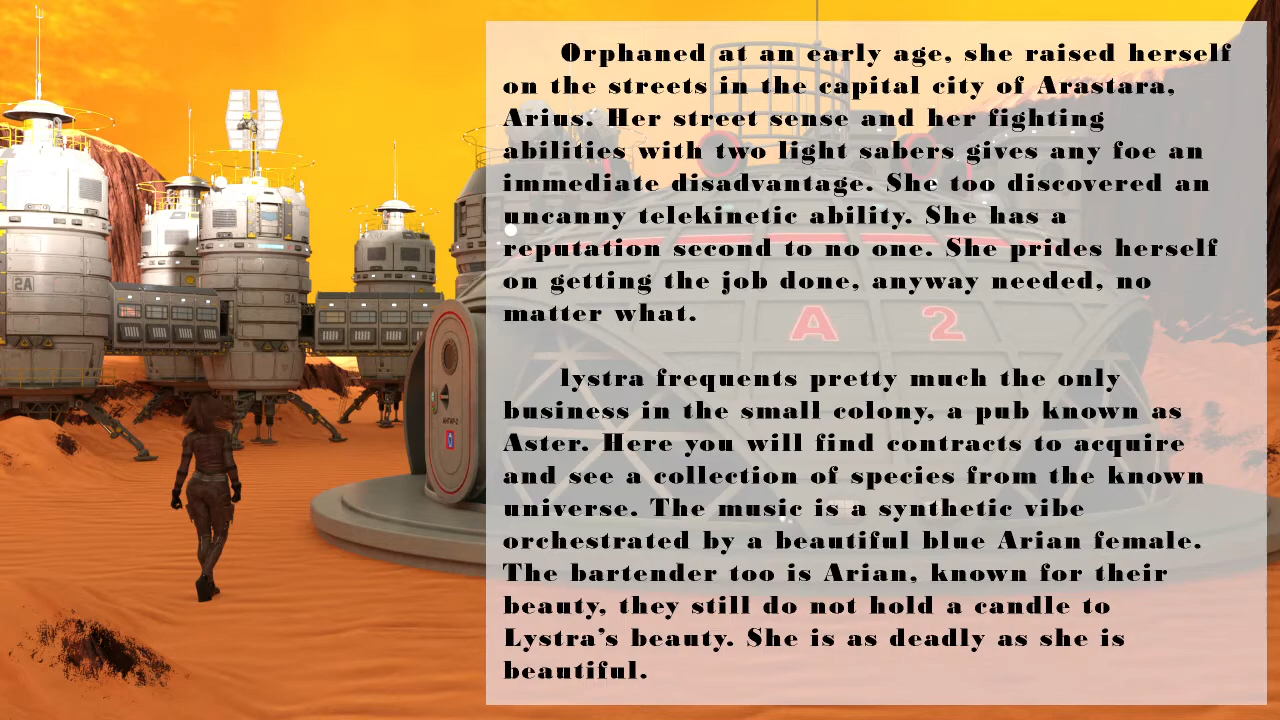 Orphaned at an early age, she raised herself
on the streets in the capital city of Arastara,
Arius. Her street sense and her fighting
abilities with two light sabers gives any foe an
immediate disadvantage. She too discovered an
uncanny telekinetic ability. She has a
reputation second to no one. She prides herself
on getting the job done, anyway needed, no
matter what.
lystra frequents pretty much the only
business in the small colony, a pub known as
Aster. Here you will find contracts to acquire
and see a collection of species from the known
universe. The music is a synthetic vibe
orchestrated by a beautiful blue Arian female.
The bartender too is Arian, known for their
beauty, they still do not hold a candle to
Lystra's beauty. She is as deadly as she is
beautiful.
2A
3A
A 2